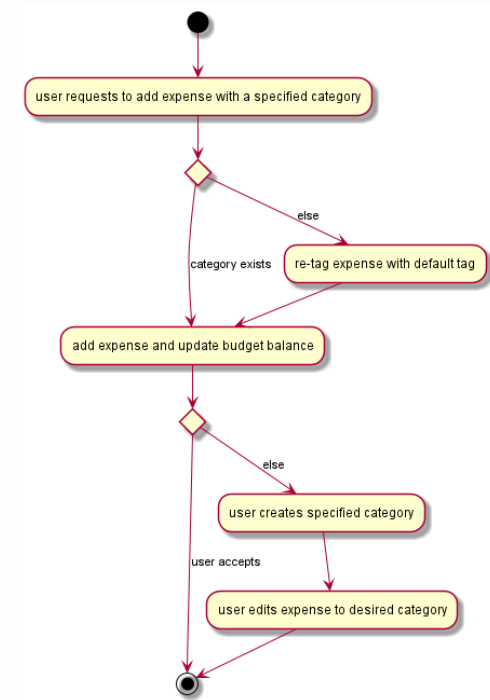 user requests to add expense with a specified category
else
category exists
re-tag expense with default tag
add expense and update budget balance
else
user creates specified category
user accepts
user edits expense to desired category